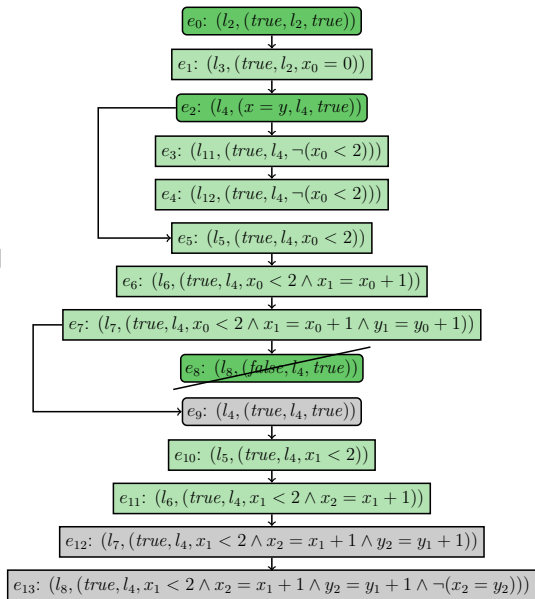 e₀: (l₂, (true, l₂, true))
e₁: (l₃, (true, l₂, x₀ = 0))
e₂: (l₄, (x = y, l₄, true))
e₃: (l₁₁, (true, l₄, ¬(x₀ < 2)))
e₄: (l₁₂, (true, l₄, ¬(x₀ < 2)))
e₅: (l₅, (true, l₄, x₀ < 2))
e₆: (l₆, (true, l₄, x₀ < 2 ∧ x₁ = x₀ + 1))
e₇: (l₇, (true, l₄, x₀ < 2 ∧ x₁ = x₀ + 1 ∧ y₁ = y₀ + 1))
e₈: (l₈, (false, l₄, true))
e₉: (l₄, (true, l₄, true))
e₁₀: (l₅, (true, l₄, x₁ < 2))
e₁₁: (l₆, (true, l₄, x₁ < 2 ∧ x₂ = x₁ + 1))
e₁₂: (l₇, (true, l₄, x₁ < 2 ∧ x₂ = x₁ + 1 ∧ y₂ = y₁ + 1))
e₁₃: (l₈, (true, l₄, x₁ < 2 ∧ x₂ = x₁ + 1 ∧ y₂ = y₁ + 1 ∧ ¬(x₂ = y₂)))